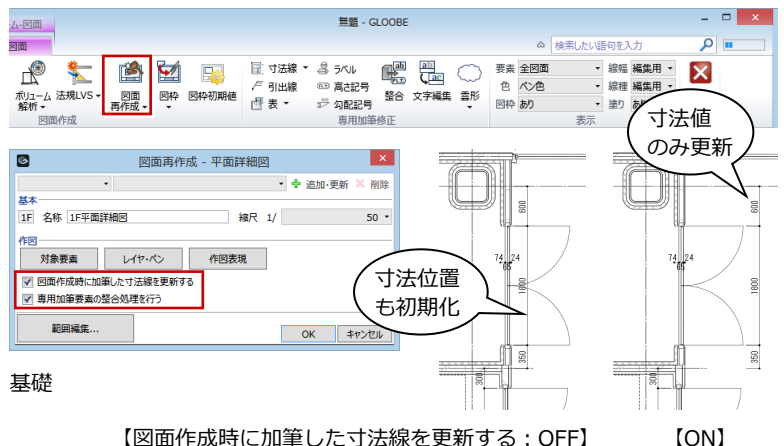 ム-図面
無題 - GLOOBE
図面
検索したい語句を入力
ボリューム解析
法規LVS
図面再作成
図枠
図枠初期値
寸法線
引出線
表
ラベル
高さ記号
勾配記号
整合
文字編集
雲形
要素 全図面
色 ペン色
図枠 あり
線幅 編集用
線種 編集用
塗り
図面作成
専用加筆修正
表示
寸法値
のみ更新
図面再作成 - 平面詳細図
追加・更新
削除
基本
1F 名称 1F平面詳細図 縮尺 1/ 50
作図
対象要素
レイヤ・ペン
作図表現
図面作成時に加筆した寸法線を更新する
専用加筆要素の整合処理を行う
範囲編集...
OK
キャンセル
寸法位置
も初期化
600
74 24
65
1800
350
300
600
74 24
65
1800
350
300
基礎
【図面作成時に加筆した寸法線を更新する：OFF】
【ON】